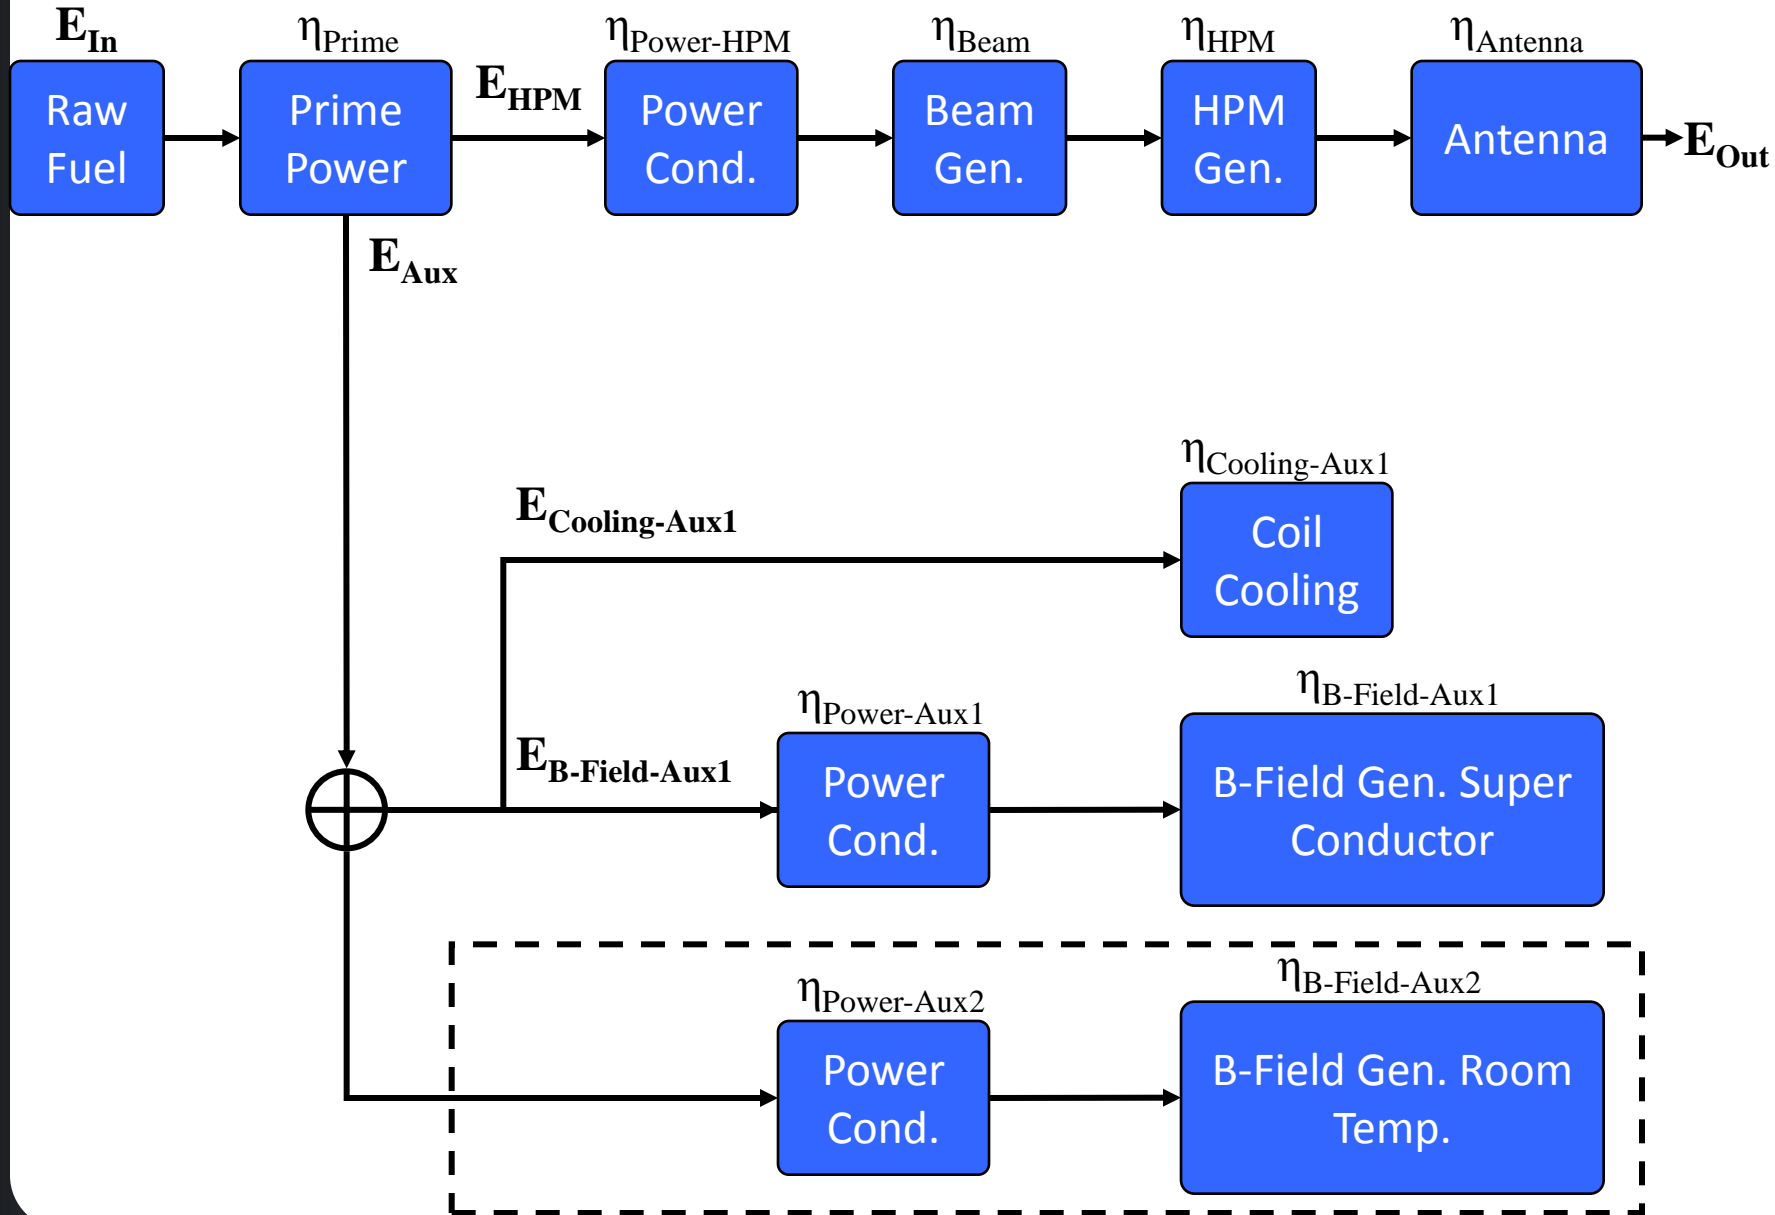 E_In
η_Prime
η_Power-HPM
η_Beam
η_HPM
η_Antenna
Raw
Fuel
Prime
Power
E_HPM
Power
Cond.
Beam
Gen.
HPM
Gen.
Antenna
E_Out
E_Aux
η_Cooling-Aux1
E_Cooling-Aux1
Coil
Cooling
η_B-Field-Aux1
η_Power-Aux1
E_B-Field-Aux1
Power
Cond.
B-Field Gen. Super
Conductor
η_B-Field-Aux2
η_Power-Aux2
Power
Cond.
B-Field Gen. Room
Temp.